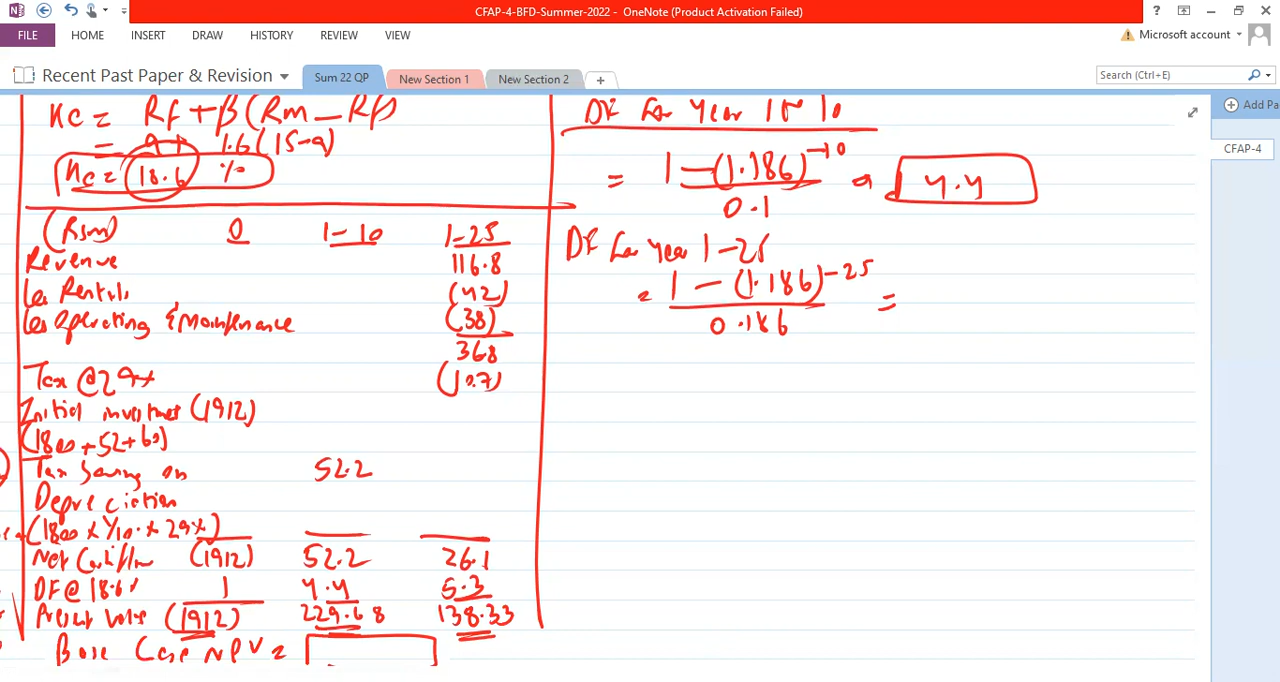 CFAP-4-BFD-Summer-2022 - OneNote (Product Activation Failed)
FILE HOME INSERT DRAW HISTORY REVIEW VIEW
Microsoft account
Recent Past Paper & Revision
Sum 22 QP New Section 1 New Section 2
Search (Ctrl+E)
Add Pa
CFAP-4
Kc = Rf + β (Rm - Rf)
= 9 + 1.6 (15-9)
Kc = 18.6 %
(Rsm) 0 1-10 1-25
Revenue 116.8
Les Rentals (42)
Les Operating & Maintenance (38)
368
Tax @ 29% (10.7)
Initial investment (1912)
(1800 + 52 + 60)
Tax Saving on 52.2
Depreciation
(1800 x 1/10 x 29%)
Net Cashflow (1912) 52.2 26.1
DF @ 18.6% 1 4.4 5.3
Present value (1912) 229.68 138.33
Base Case NPV =
DF for Year 1 to 10
= 1 - (1.186)^-10
0.1
4.4
DF for Year 1-25
= 1 - (1.186)^-25 =
0.186